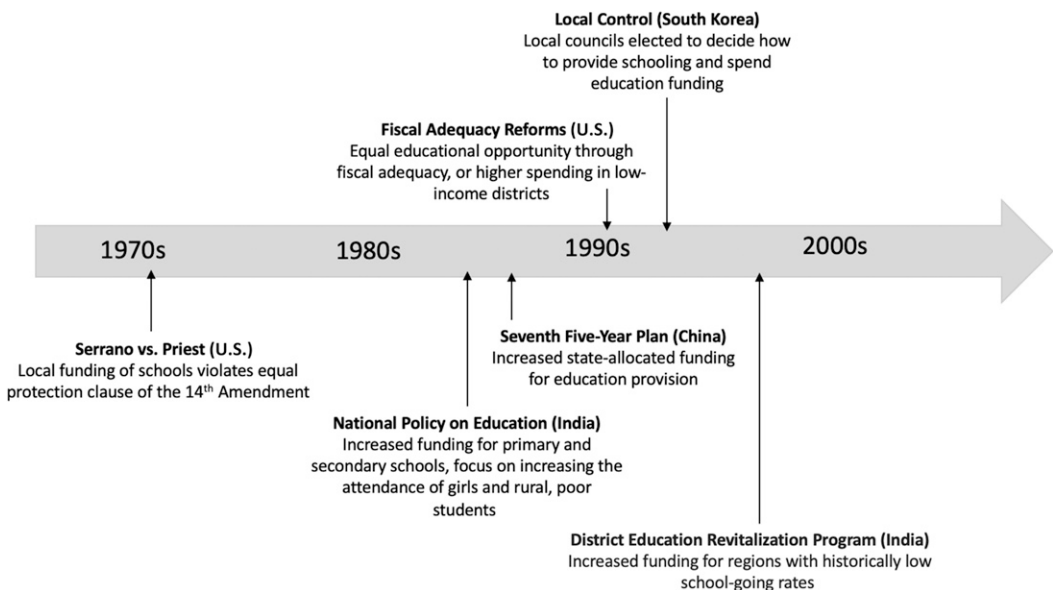 Local Control (South Korea)
Local councils elected to decide how
to provide schooling and spend
education funding
Fiscal Adequacy Reforms (U.S.)
Equal educational opportunity through
fiscal adequacy, or higher spending in low-
income districts
1970s
1980s
1990s
2000s
Serrano vs. Priest (U.S.)
Local funding of schools violates equal
protection clause of the 14th Amendment
Seventh Five-Year Plan (China)
Increased state-allocated funding
for education provision
National Policy on Education (India)
Increased funding for primary and
secondary schools, focus on increasing the
attendance of girls and rural, poor
students
District Education Revitalization Program (India)
Increased funding for regions with historically low
school-going rates